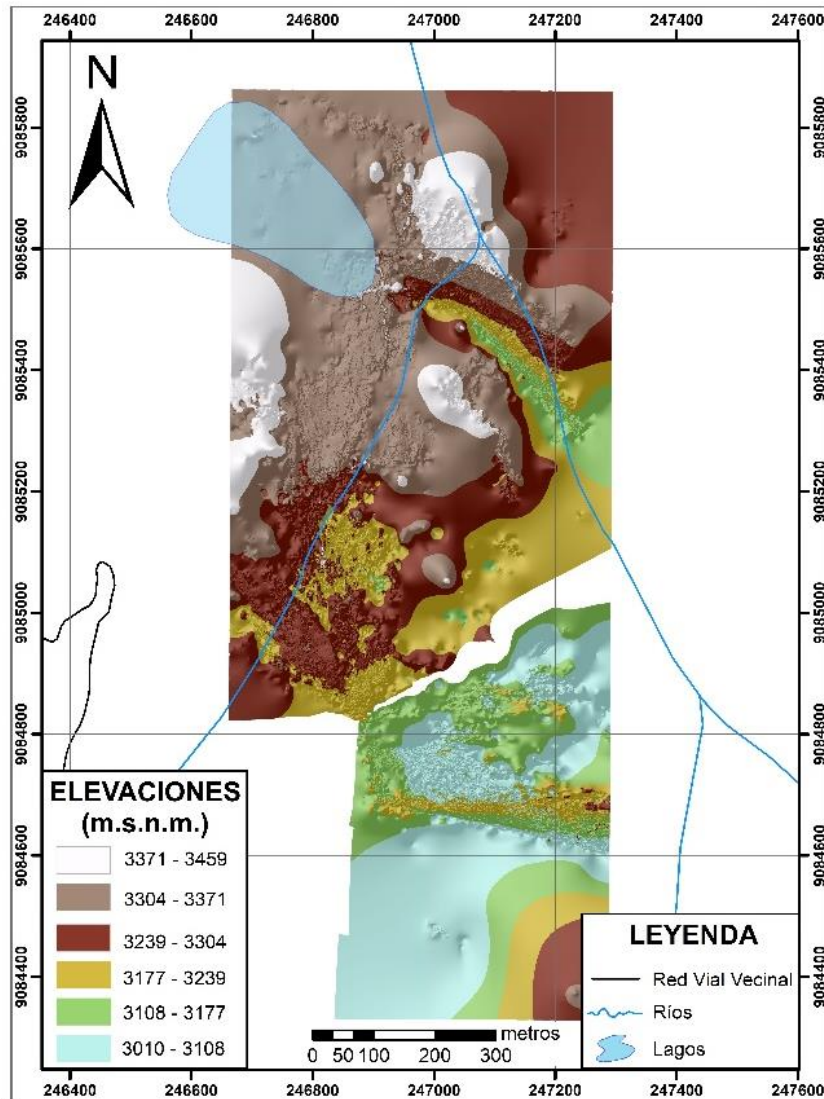 246400 246600 246800 247000 247200 247400 247600
N
9085800 9085800
9085600 9085600
9085400 9085400
9085200 9085200
9085000 9085000
9084800 9084800
9084600 9084600
9084400 9084400
ELEVACIONES
(m.s.n.m.)
3371 - 3459
3304 - 3371
3239 - 3304
3177 - 3239
3108 - 3177
3010 - 3108
metros
0 50 100 200 300
LEYENDA
Red Vial Vecinal
Ríos
Lagos
246400 246600 246800 247000 247200 247400 247600